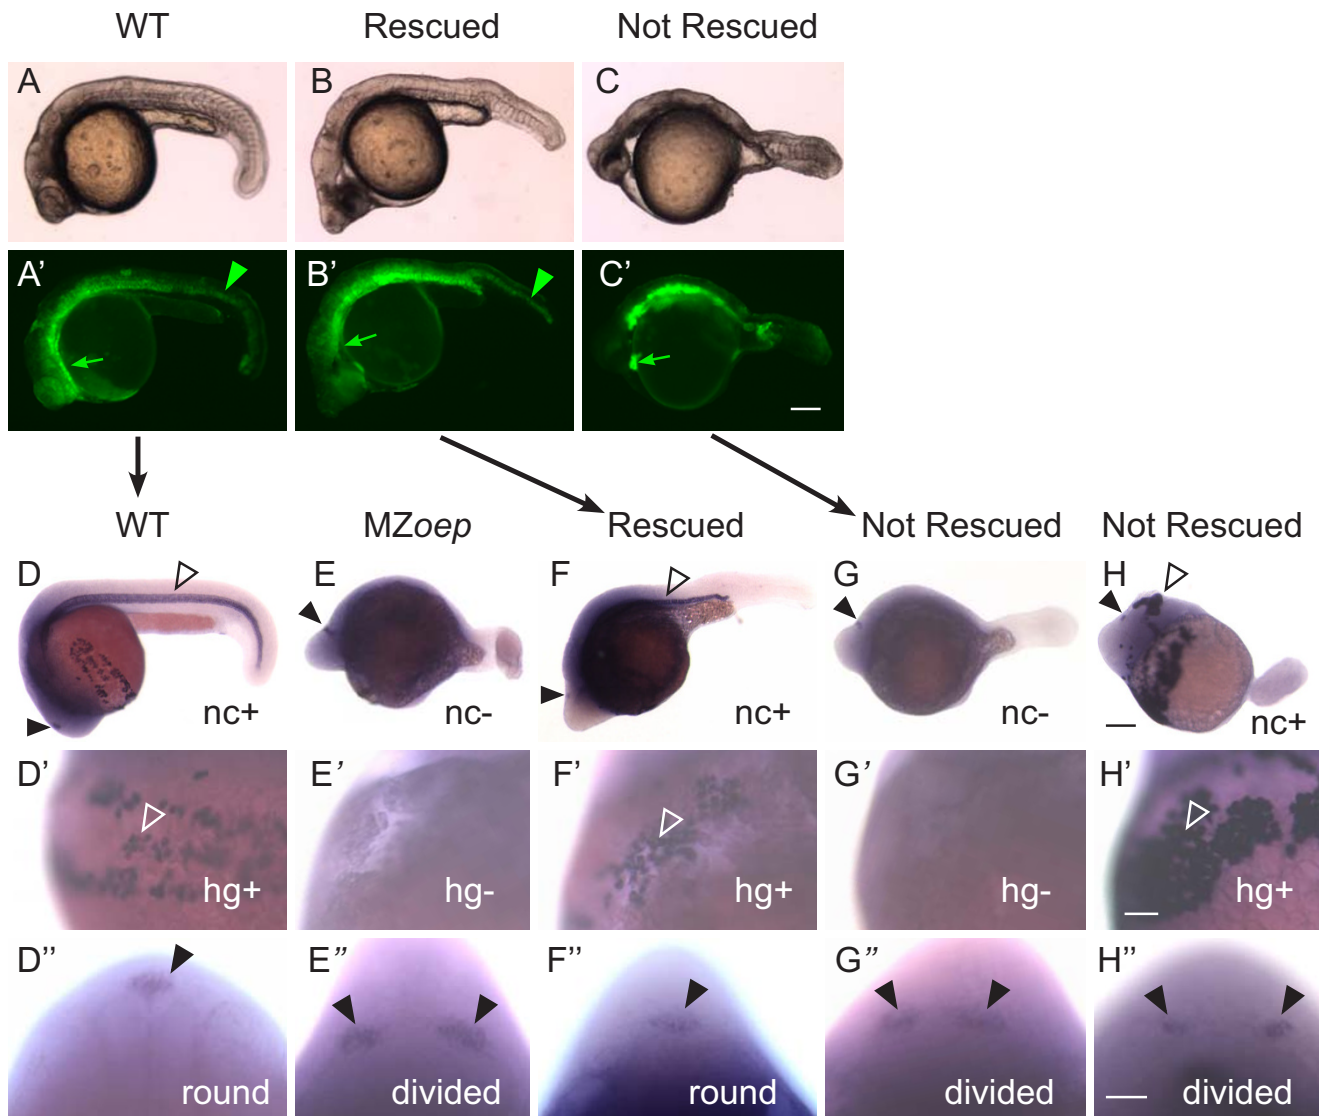 WT Rescued Not Rescued
A B C
A' B' C'
WT MZoep Rescued Not Rescued Not Rescued
D E F G H
nc+ nc- nc+ nc- nc+
D' E' F' G' H'
hg+ hg- hg+ hg- hg+
D'' E'' F'' G'' H''
round divided round divided divided